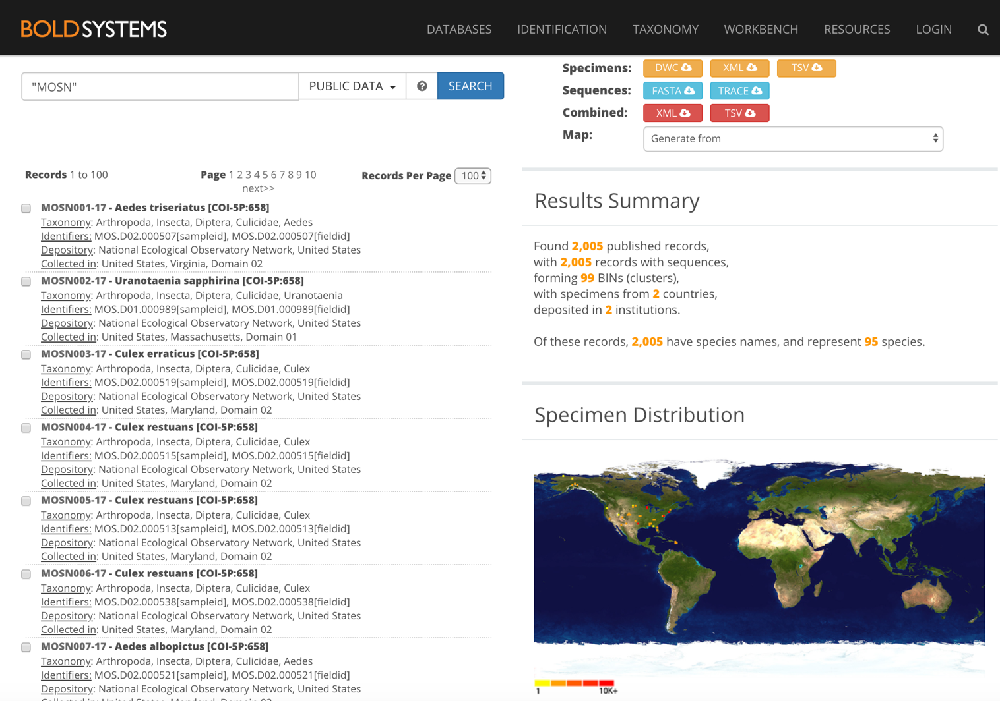 BOLDSYSTEMS
DATABASES IDENTIFICATION TAXONOMY WORKBENCH RESOURCES LOGIN
"MOSN" PUBLIC DATA SEARCH
Records 1 to 100
Page 1 2 3 4 5 6 7 8 9 10
next>>
Records Per Page 100
MOSN001-17 - Aedes triseriatus [COI-5P:658]
Taxonomy: Arthropoda, Insecta, Diptera, Culicidae, Aedes
Identifiers: MOS.D02.000507[sampleid], MOS.D02.000507[fieldid]
Depository: National Ecological Observatory Network, United States
Collected in: United States, Virginia, Domain 02
MOSN002-17 - Uranotaenia sapphirina [COI-5P:658]
Taxonomy: Arthropoda, Insecta, Diptera, Culicidae, Uranotaenia
Identifiers: MOS.D01.000989[sampleid], MOS.D01.000989[fieldid]
Depository: National Ecological Observatory Network, United States
Collected in: United States, Massachusetts, Domain 01
MOSN003-17 - Culex erraticus [COI-5P:658]
Taxonomy: Arthropoda, Insecta, Diptera, Culicidae, Culex
Identifiers: MOS.D02.000519[sampleid], MOS.D02.000519[fieldid]
Depository: National Ecological Observatory Network, United States
Collected in: United States, Maryland, Domain 02
MOSN004-17 - Culex restuans [COI-5P:658]
Taxonomy: Arthropoda, Insecta, Diptera, Culicidae, Culex
Identifiers: MOS.D02.000515[sampleid], MOS.D02.000515[fieldid]
Depository: National Ecological Observatory Network, United States
Collected in: United States, Maryland, Domain 02
MOSN005-17 - Culex restuans [COI-5P:658]
Taxonomy: Arthropoda, Insecta, Diptera, Culicidae, Culex
Identifiers: MOS.D02.000513[sampleid], MOS.D02.000513[fieldid]
Depository: National Ecological Observatory Network, United States
Collected in: United States, Maryland, Domain 02
MOSN006-17 - Culex restuans [COI-5P:658]
Taxonomy: Arthropoda, Insecta, Diptera, Culicidae, Culex
Identifiers: MOS.D02.000538[sampleid], MOS.D02.000538[fieldid]
Depository: National Ecological Observatory Network, United States
Collected in: United States, Maryland, Domain 02
MOSN007-17 - Aedes albopictus [COI-5P:658]
Taxonomy: Arthropoda, Insecta, Diptera, Culicidae, Aedes
Identifiers: MOS.D02.000521[sampleid], MOS.D02.000521[fieldid]
Depository: National Ecological Observatory Network, United States
Specimens: DWC XML TSV
Sequences: FASTA TRACE
Combined: XML TSV
Map: Generate from
Results Summary
Found 2,005 published records,
with 2,005 records with sequences,
forming 99 BINs (clusters),
with specimens from 2 countries,
deposited in 2 institutions.
Of these records, 2,005 have species names, and represent 95 species.
Specimen Distribution
1 10K+